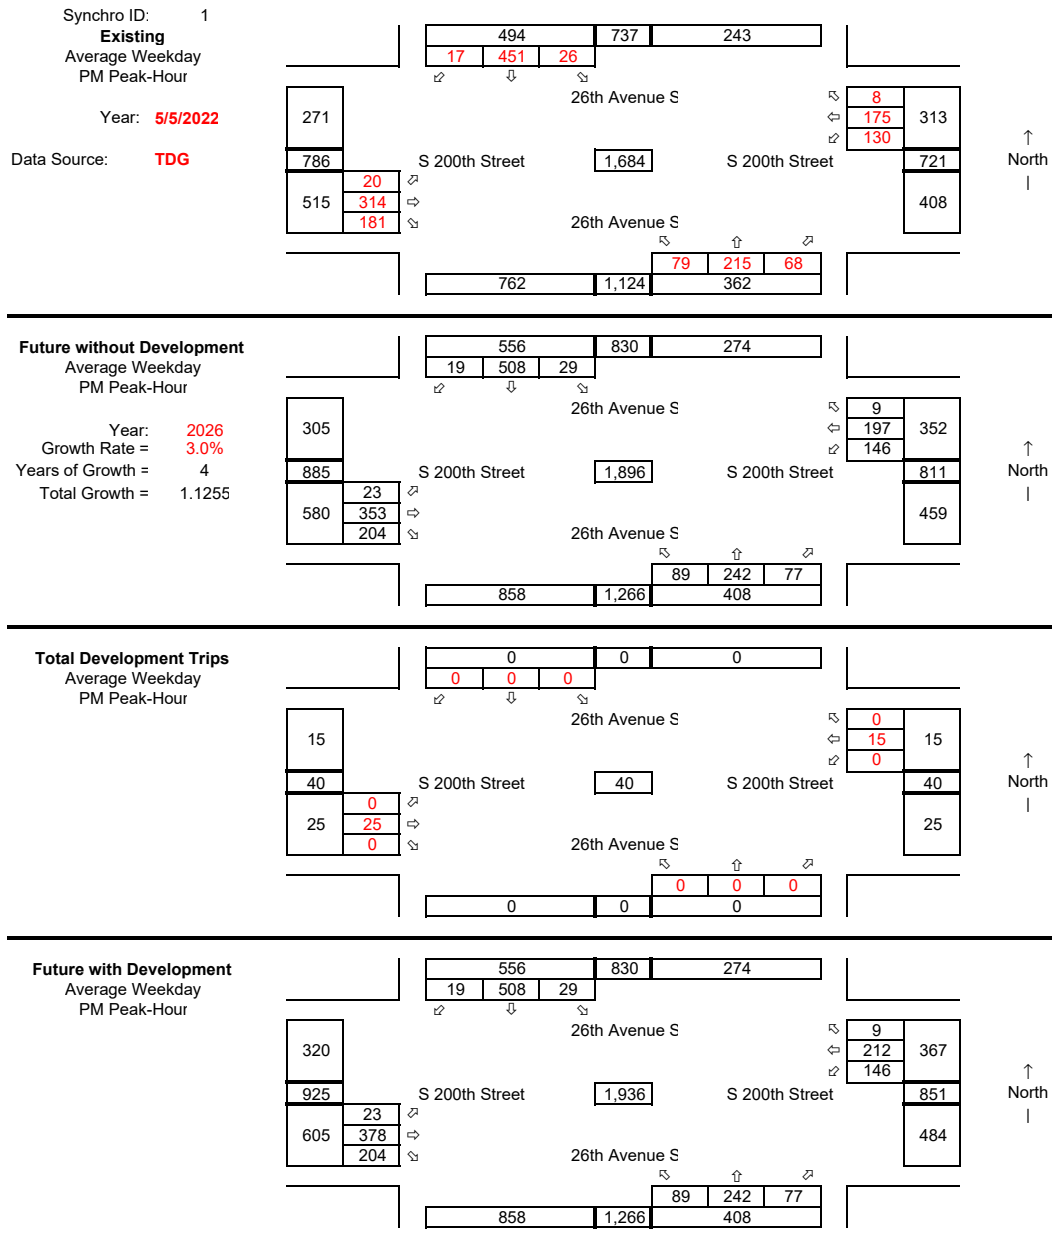 Synchro ID: 1
Existing
Average Weekday
PM Peak-Hour
Year: 5/5/2022
Data Source: TDG
494 737 243
17 451 26
⬃ ⇩ ⬂
26th Avenue S
271
⬁ 8
⇦ 175 313
⬃ 130
786 S 200th Street 1,684 S 200th Street 721
↑
North
|
20 ⬀
515 314 ⇨
181 ⬂
408
26th Avenue S
⬁ ⇧ ⬀
79 215 68
762 1,124 362
Future without Development
Average Weekday
PM Peak-Hour
Year: 2026
Growth Rate = 3.0%
Years of Growth = 4
Total Growth = 1.1255
556 830 274
19 508 29
⬃ ⇩ ⬂
26th Avenue S
305
⬁ 9
⇦ 197 352
⬃ 146
885 S 200th Street 1,896 S 200th Street 811
↑
North
|
23 ⬀
580 353 ⇨
204 ⬂
459
26th Avenue S
⬁ ⇧ ⬀
89 242 77
858 1,266 408
Total Development Trips
Average Weekday
PM Peak-Hour
0 0 0
0 0 0
⬃ ⇩ ⬂
26th Avenue S
15
⬁ 0
⇦ 15 15
⬃ 0
40 S 200th Street 40 S 200th Street 40
↑
North
|
0 ⬀
25 25 ⇨
0 ⬂
25
26th Avenue S
⬁ ⇧ ⬀
0 0 0
0 0 0
Future with Development
Average Weekday
PM Peak-Hour
556 830 274
19 508 29
⬃ ⇩ ⬂
26th Avenue S
320
⬁ 9
⇦ 212 367
⬃ 146
925 S 200th Street 1,936 S 200th Street 851
↑
North
|
23 ⬀
605 378 ⇨
204 ⬂
484
26th Avenue S
⬁ ⇧ ⬀
89 242 77
858 1,266 408